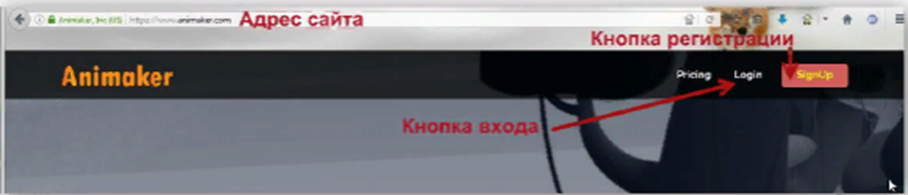 Animaker, Inc (US) https://www.animaker.com Адрес сайта
Кнопка регистрации
Animaker Pricing Login SignUp
Кнопка входа